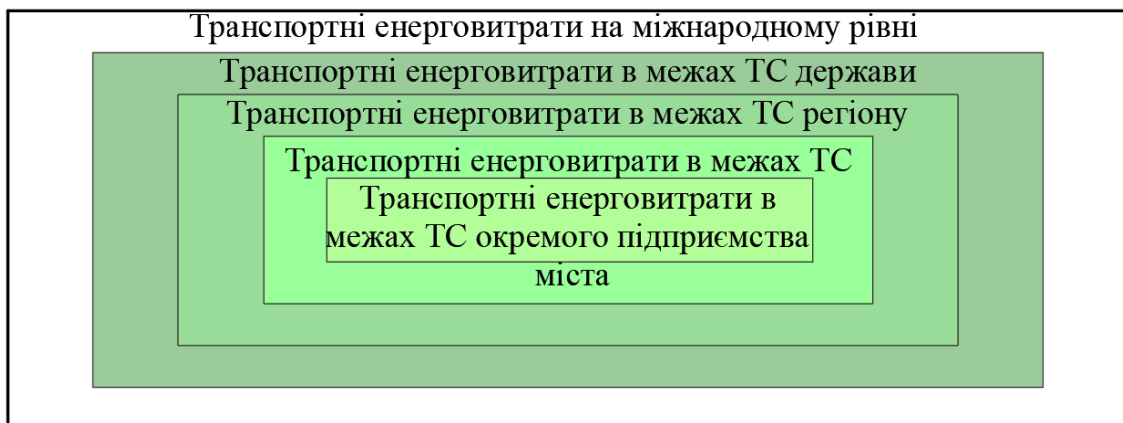 Транспортні енерговитрати на міжнародному рівні
Транспортні енерговитрати в межах ТС держави
Транспортні енерговитрати в межах ТС регіону
Транспортні енерговитрати в межах ТС
Транспортні енерговитрати в
межах ТС окремого підприємства
міста